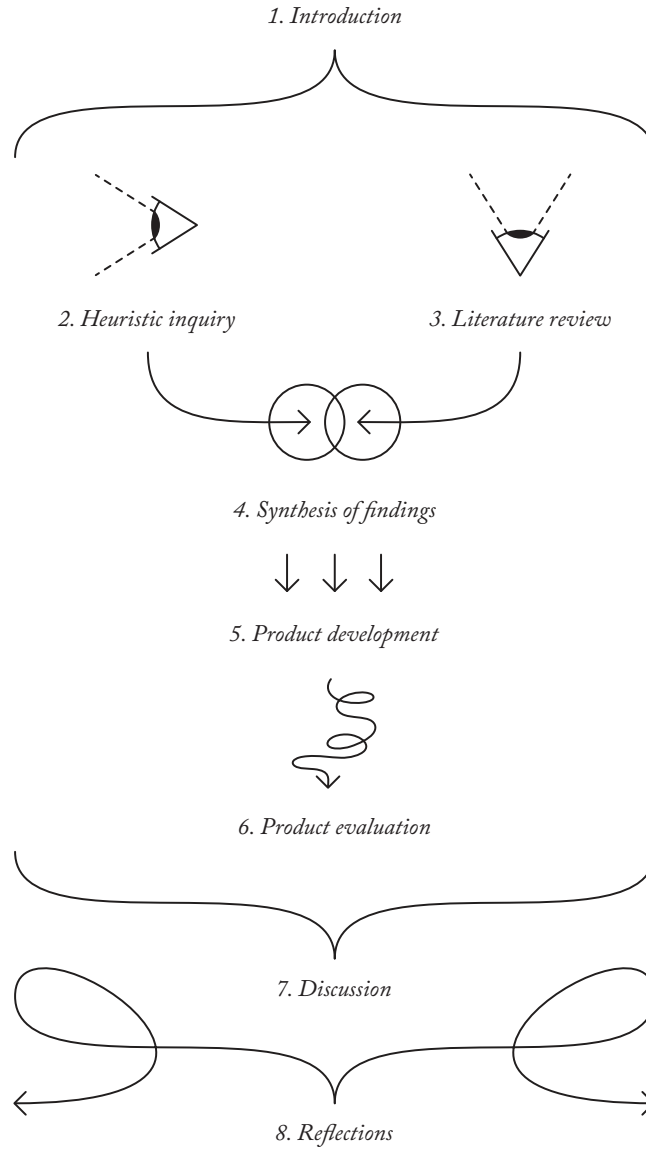 1. Introduction
2. Heuristic inquiry
3. Literature review
4. Synthesis of findings
5. Product development
6. Product evaluation
7. Discussion
8. Reflections